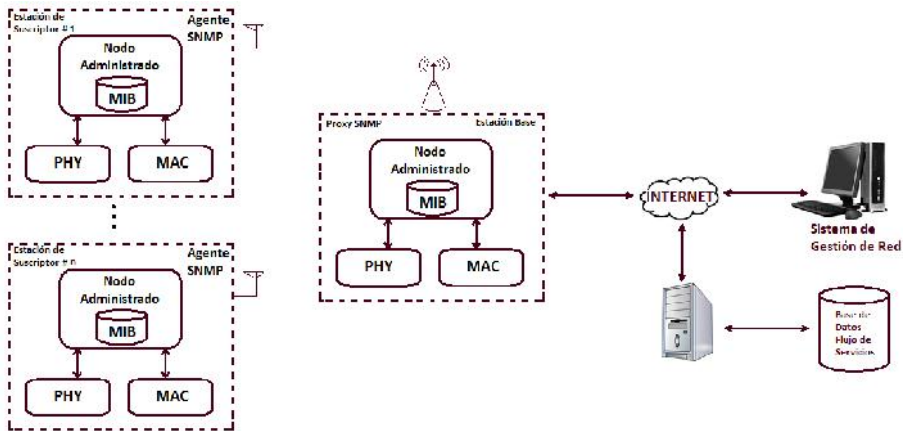 Estación de
Suscriptor # 1
Agente
SNMP
Nodo
Administrado
MIB
PHY
MAC
Estación de
Suscriptor # n
Agente
SNMP
Nodo
Administrado
MIB
PHY
MAC
Proxy SNMP
Estación Base
Nodo
Administrado
MIB
PHY
MAC
INTERNET
Sistema de
Gestión de Red
Base de
Datos
Flujo de
Servicios